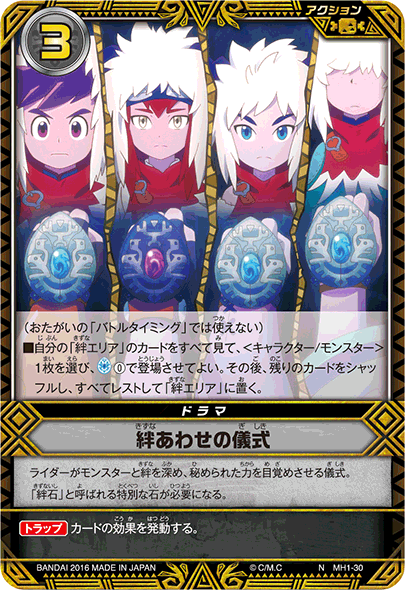 3
アクション
(おたがいの「バトルタイミング」では使えない)
■自分の「絆エリア」のカードをすべて見て、<キャラクター/モンスター>
1枚を選び、0で登場させてよい。その後、残りのカードをシャッ
フルし、すべてレストして「絆エリア」に置く。
ドラマ
絆あわせの儀式
ライダーがモンスターと絆を深め、秘められた力を目覚めさせる儀式。
「絆石」と呼ばれる特別な石が必要になる。
トラップ カードの効果を発動する。
BANDAI 2016 MADE IN JAPAN ©C/M.C N MH1-30